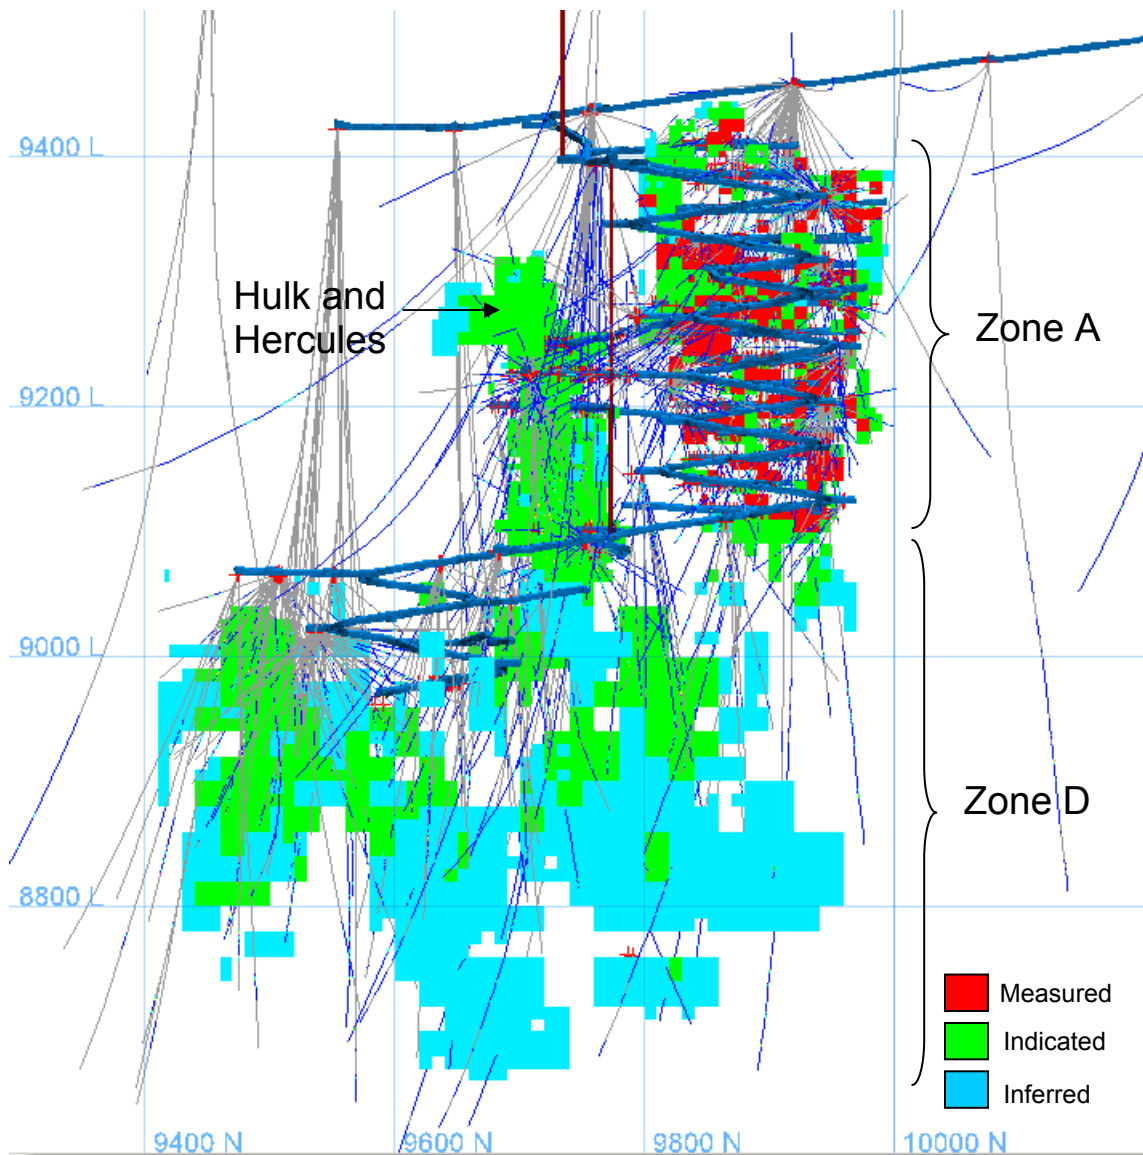 9400 L
Hulk and
Hercules
Zone A
9200 L
9000 L
Zone D
8800 L
Measured
Indicated
Inferred
9400 N
9600 N
9800 N
10000 N